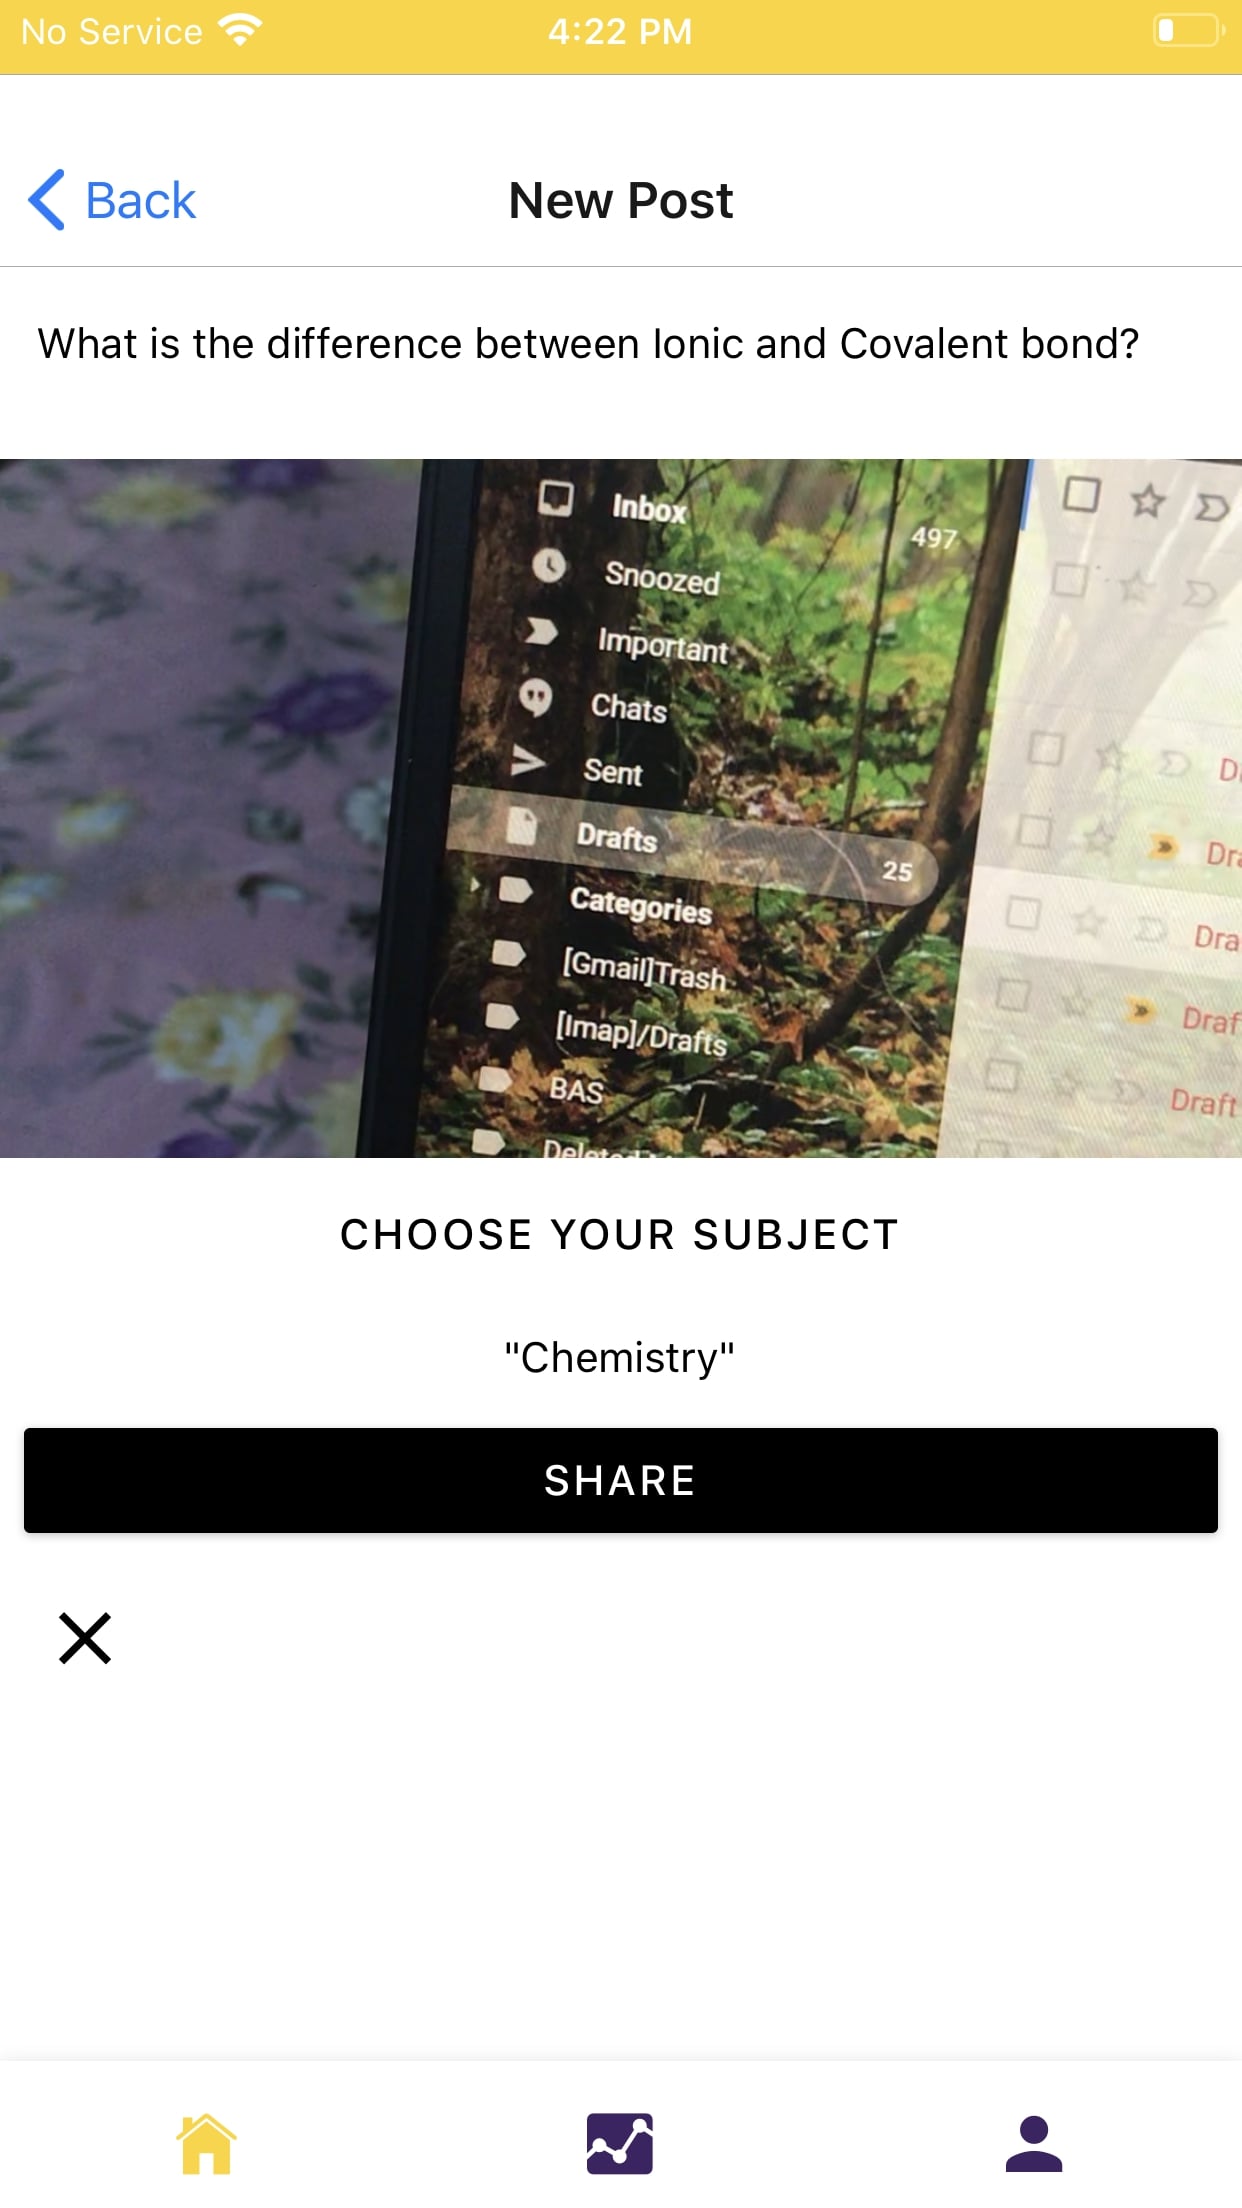 No Service
4:22 PM
Back
New Post
What is the difference between Ionic and Covalent bond?
Inbox
497
Snoozed
Important
Chats
Sent
Drafts
25
Categories
[Gmail]Trash
[Imap]/Drafts
BAS
Dra
Draf
Draft
CHOOSE YOUR SUBJECT
"Chemistry"
SHARE